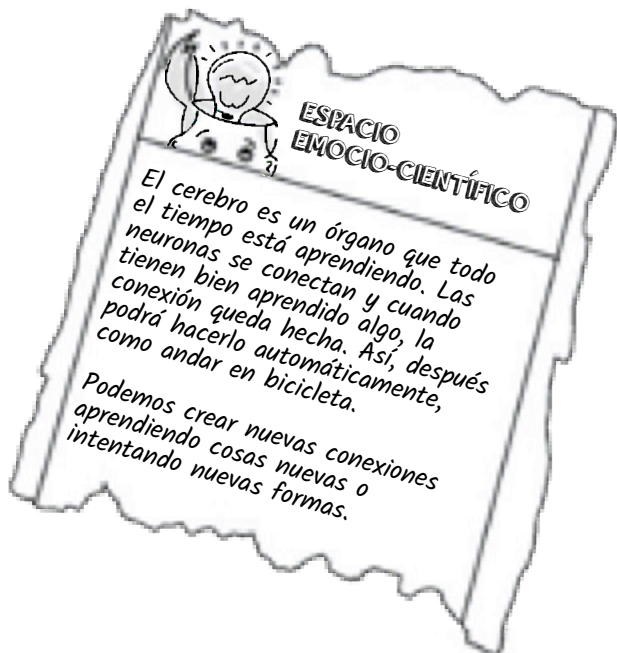 ESPACIO
EMOCIO-CIENTÍFICO
El cerebro es un órgano que todo
el tiempo está aprendiendo. Las
neuronas se conectan y cuando
tienen bien aprendido algo, la
conexión queda hecha. Así, después
podrá hacerlo automáticamente,
como andar en bicicleta.
Podemos crear nuevas conexiones
aprendiendo cosas nuevas o
intentando nuevas formas.